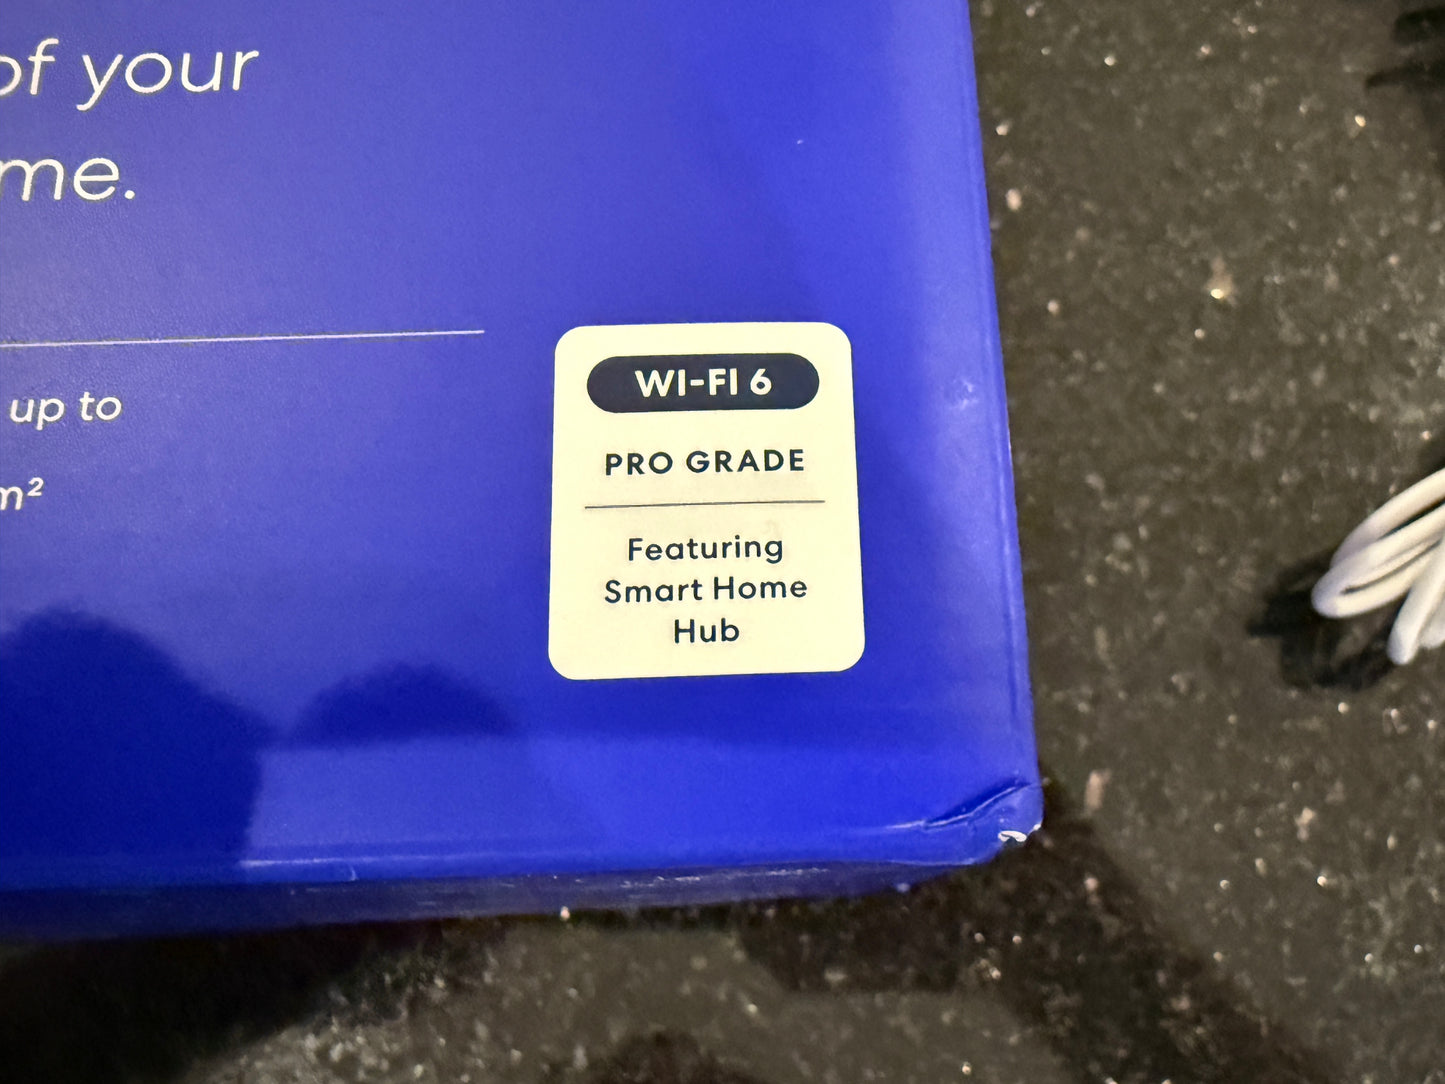 of your
me.
up to
m²
WI-FI 6
PRO GRADE
Featuring
Smart Home
Hub